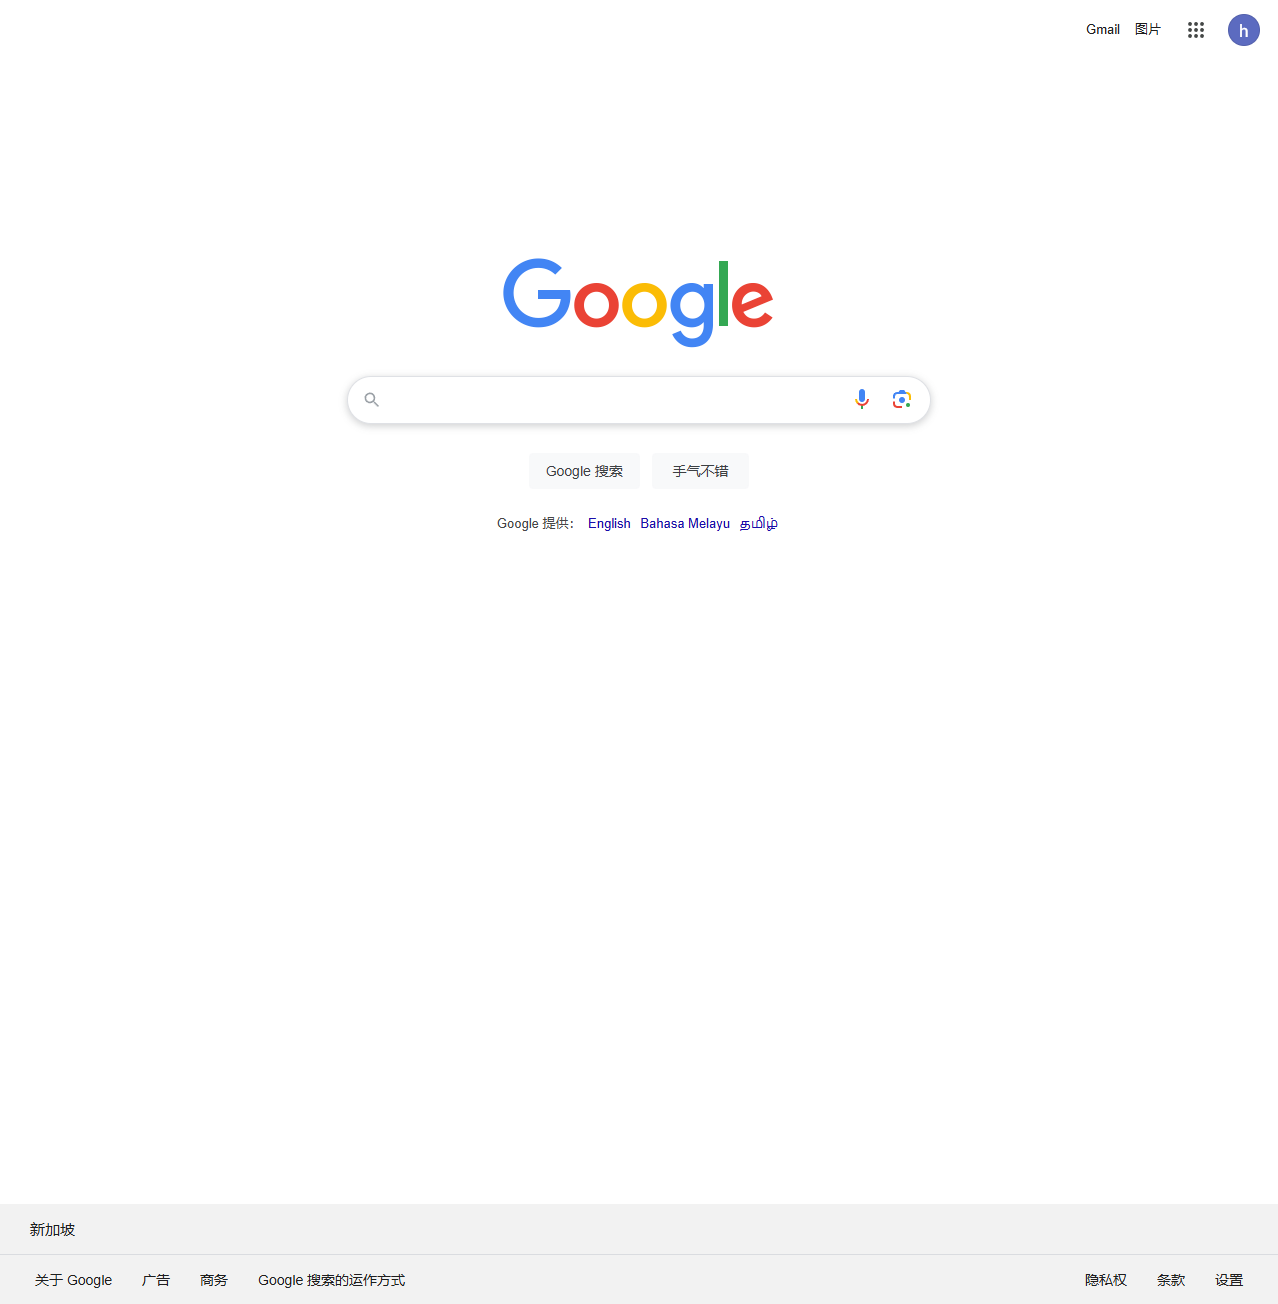 Gmail 图片 h
Google
Google 搜索 手气不错
Google 提供： English Bahasa Melayu தமிழ்
新加坡
关于 Google 广告 商务 Google 搜索的运作方式 隐私权 条款 设置